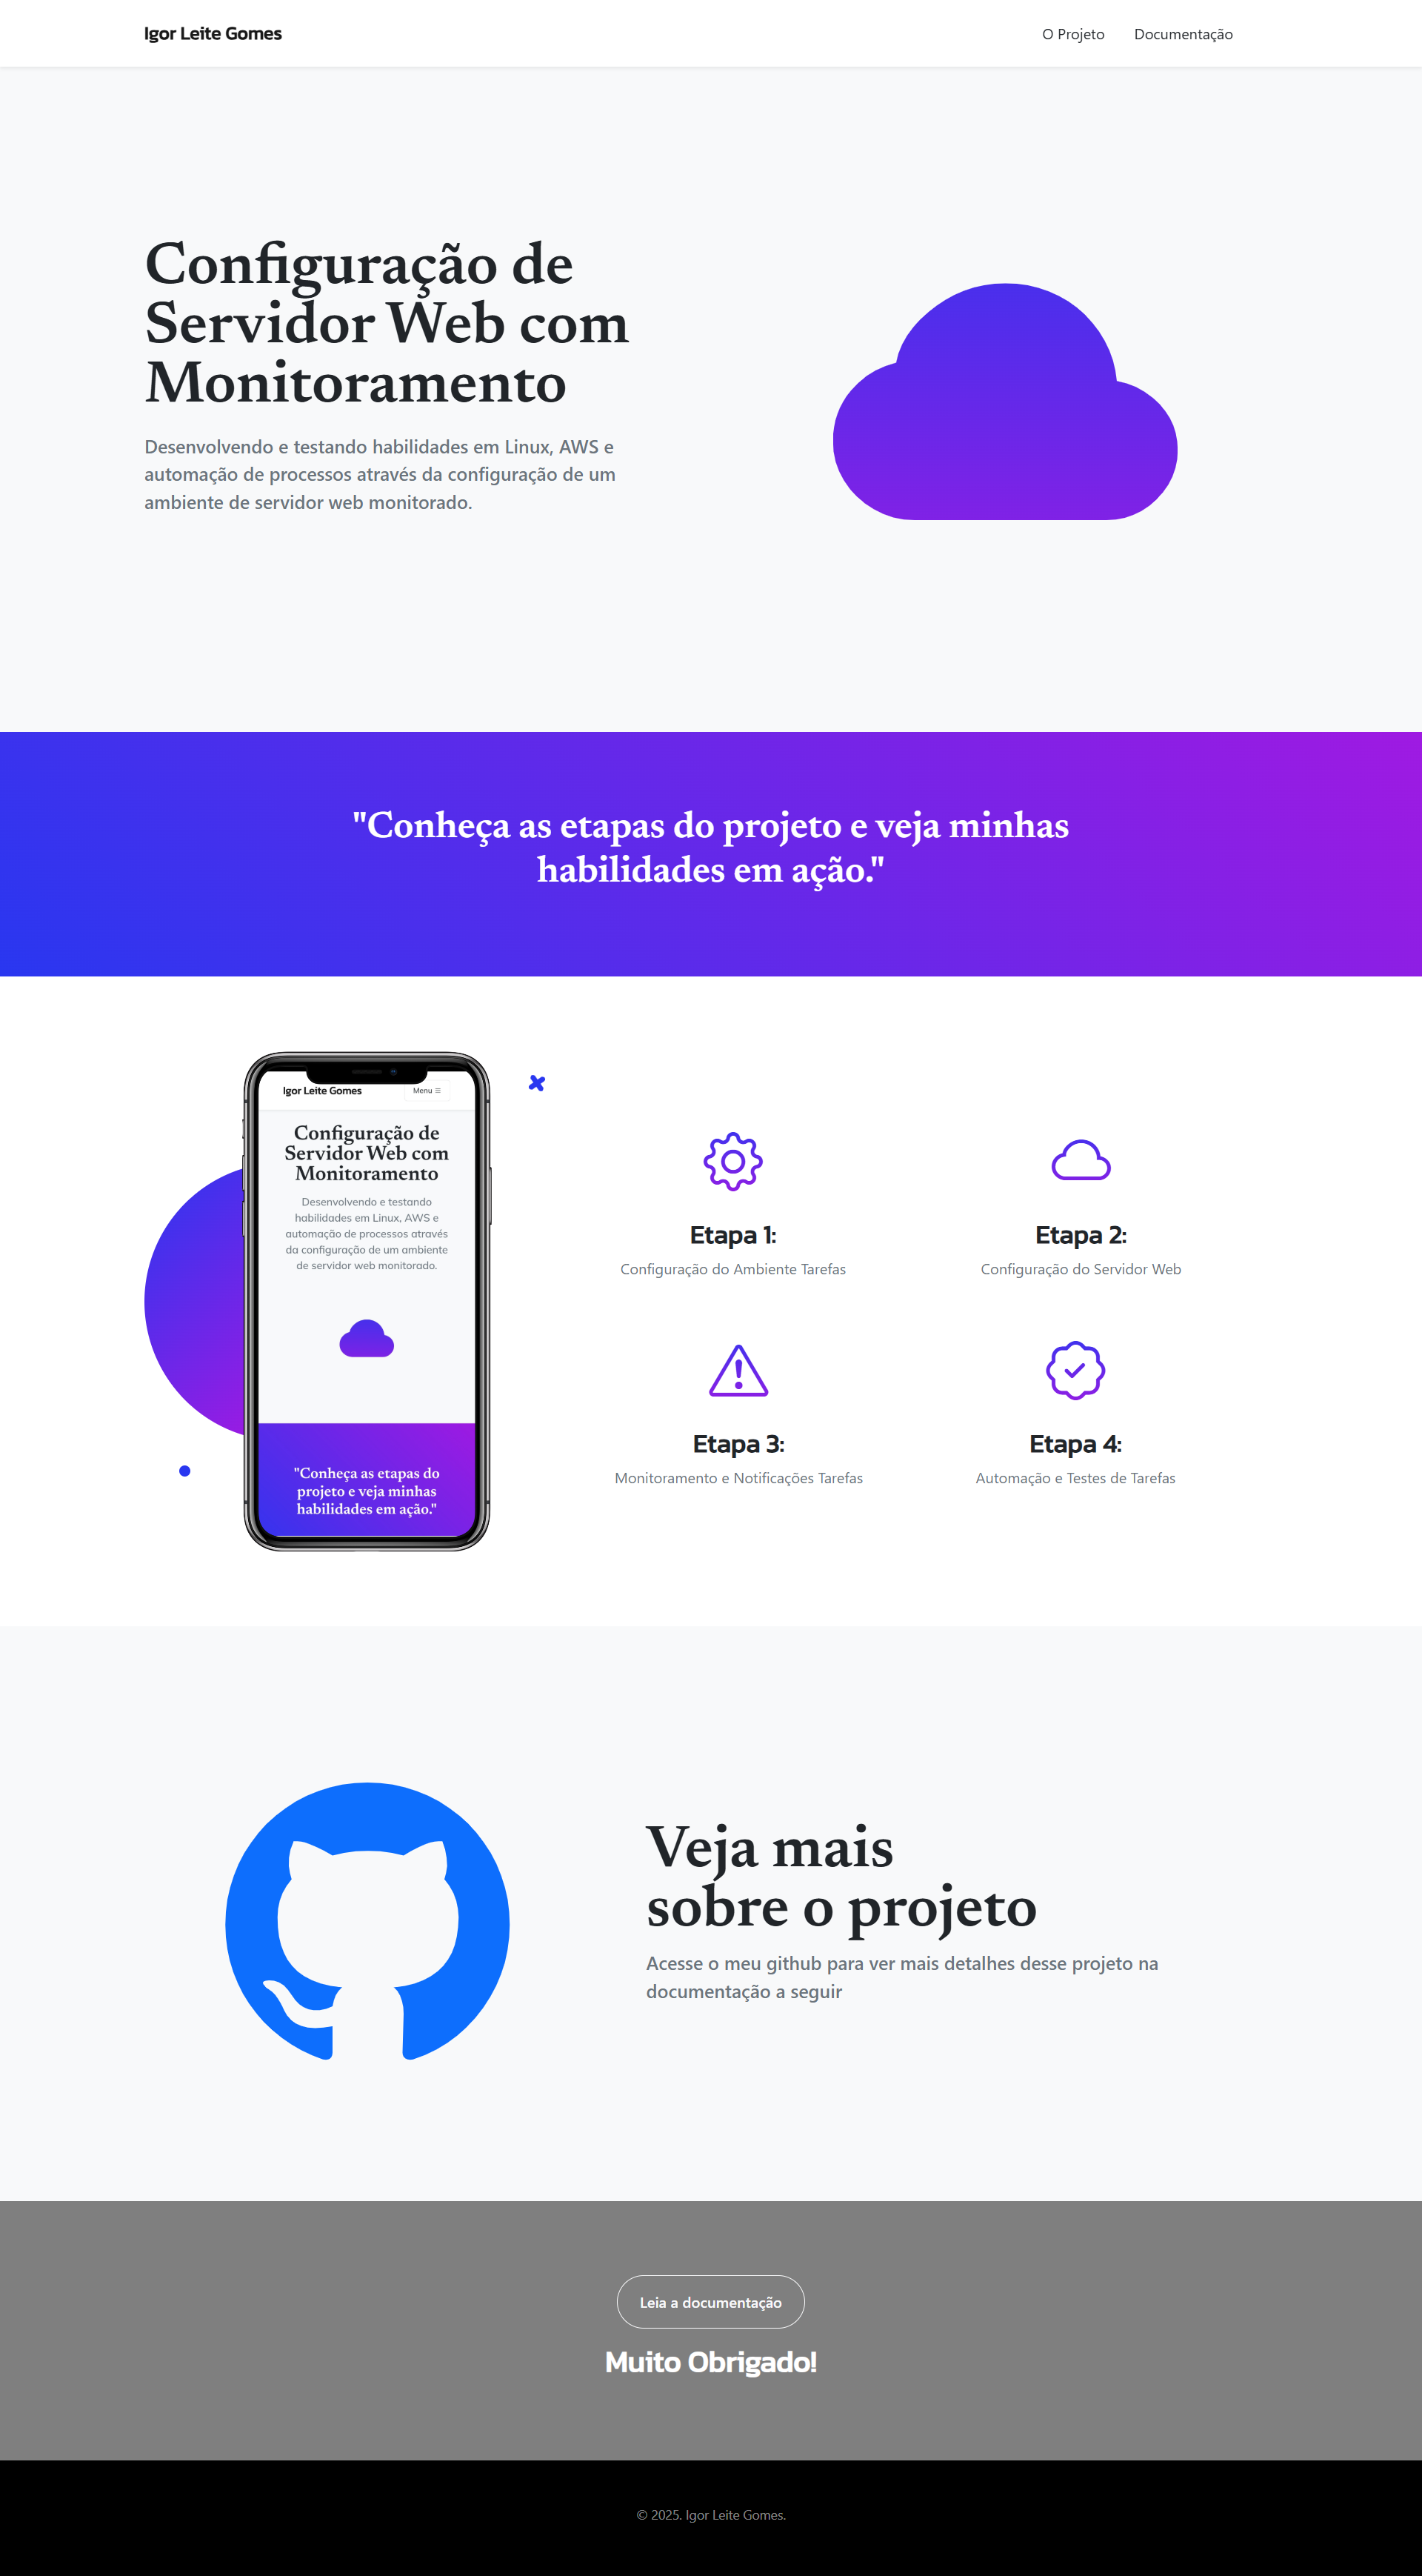 Igor Leite Gomes
O Projeto
Documentação
Configuração de
Servidor Web com
Monitoramento
Desenvolvendo e testando habilidades em Linux, AWS e
automação de processos através da configuração de um
ambiente de servidor web monitorado.
"Conheça as etapas do projeto e veja minhas
habilidades em ação."
Igor Leite Gomes
Menu
Configuração de
Servidor Web com
Monitoramento
Desenvolvendo e testando
habilidades em Linux, AWS e
automação de processos através
da configuração de um ambiente
de servidor web monitorado.
"Conheça as etapas do
projeto e veja minhas
habilidades em ação."
Etapa 1:
Configuração do Ambiente Tarefas
Etapa 2:
Configuração do Servidor Web
Etapa 3:
Monitoramento e Notificações Tarefas
Etapa 4:
Automação e Testes de Tarefas
Veja mais
sobre o projeto
Acesse o meu github para ver mais detalhes desse projeto na
documentação a seguir
Leia a documentação
Muito Obrigado!
© 2025. Igor Leite Gomes.